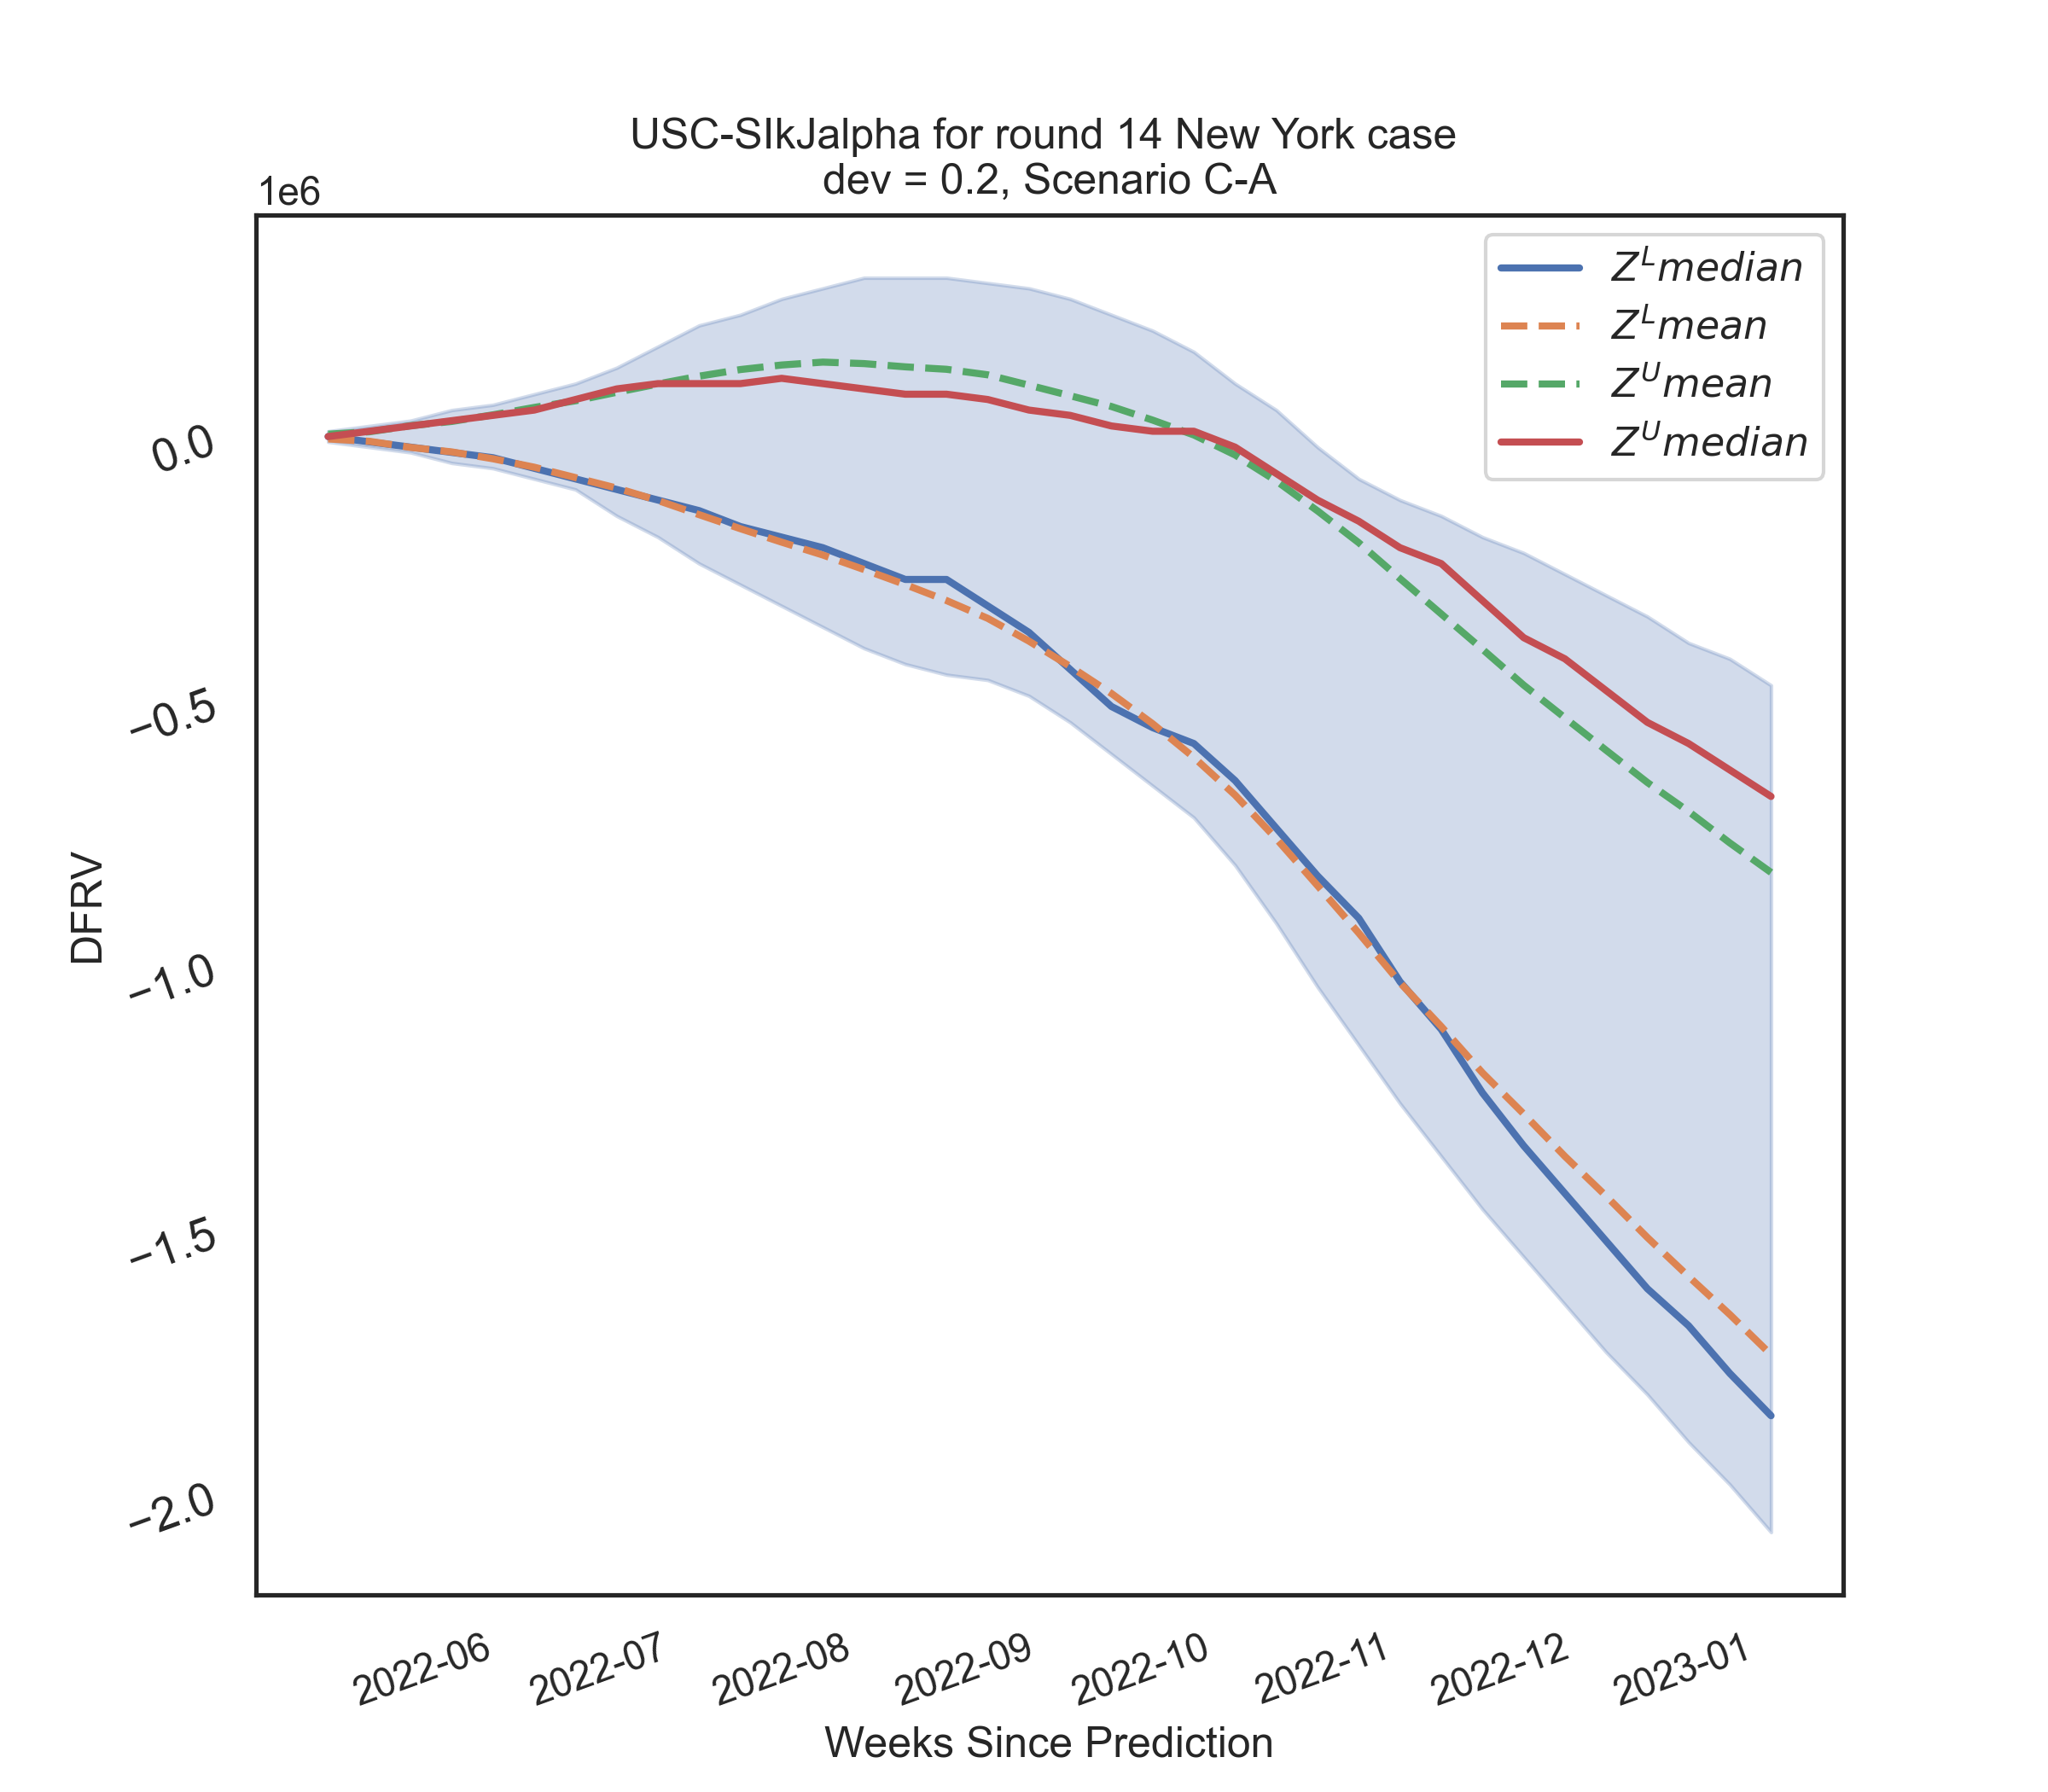 USC-SIkJalpha for round 14 New York case
dev = 0.2, Scenario C-A
1e6
Z^L median
Z^L mean
Z^U mean
Z^U median
0.0
−0.5
−1.0
−1.5
−2.0
DFRV
2022-06
2022-07
2022-08
2022-09
2022-10
2022-11
2022-12
2023-01
Weeks Since Prediction